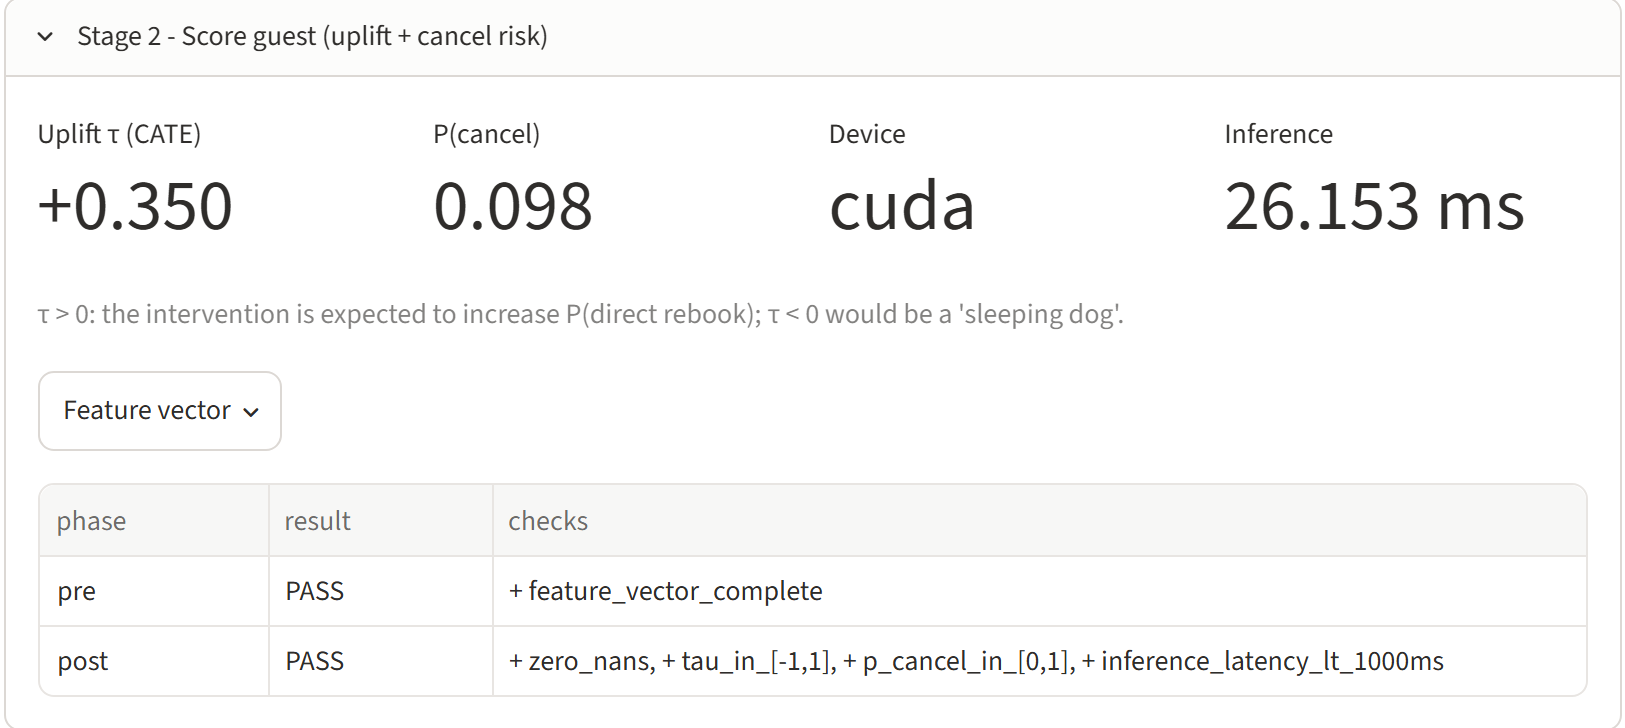 Stage 2 - Score guest (uplift + cancel risk)
Uplift τ (CATE) P(cancel) Device Inference
+0.350 0.098 cuda 26.153 ms
τ > 0: the intervention is expected to increase P(direct rebook); τ < 0 would be a 'sleeping dog'.
Feature vector
phase result checks
pre PASS + feature_vector_complete
post PASS + zero_nans, + tau_in_[-1,1], + p_cancel_in_[0,1], + inference_latency_lt_1000ms